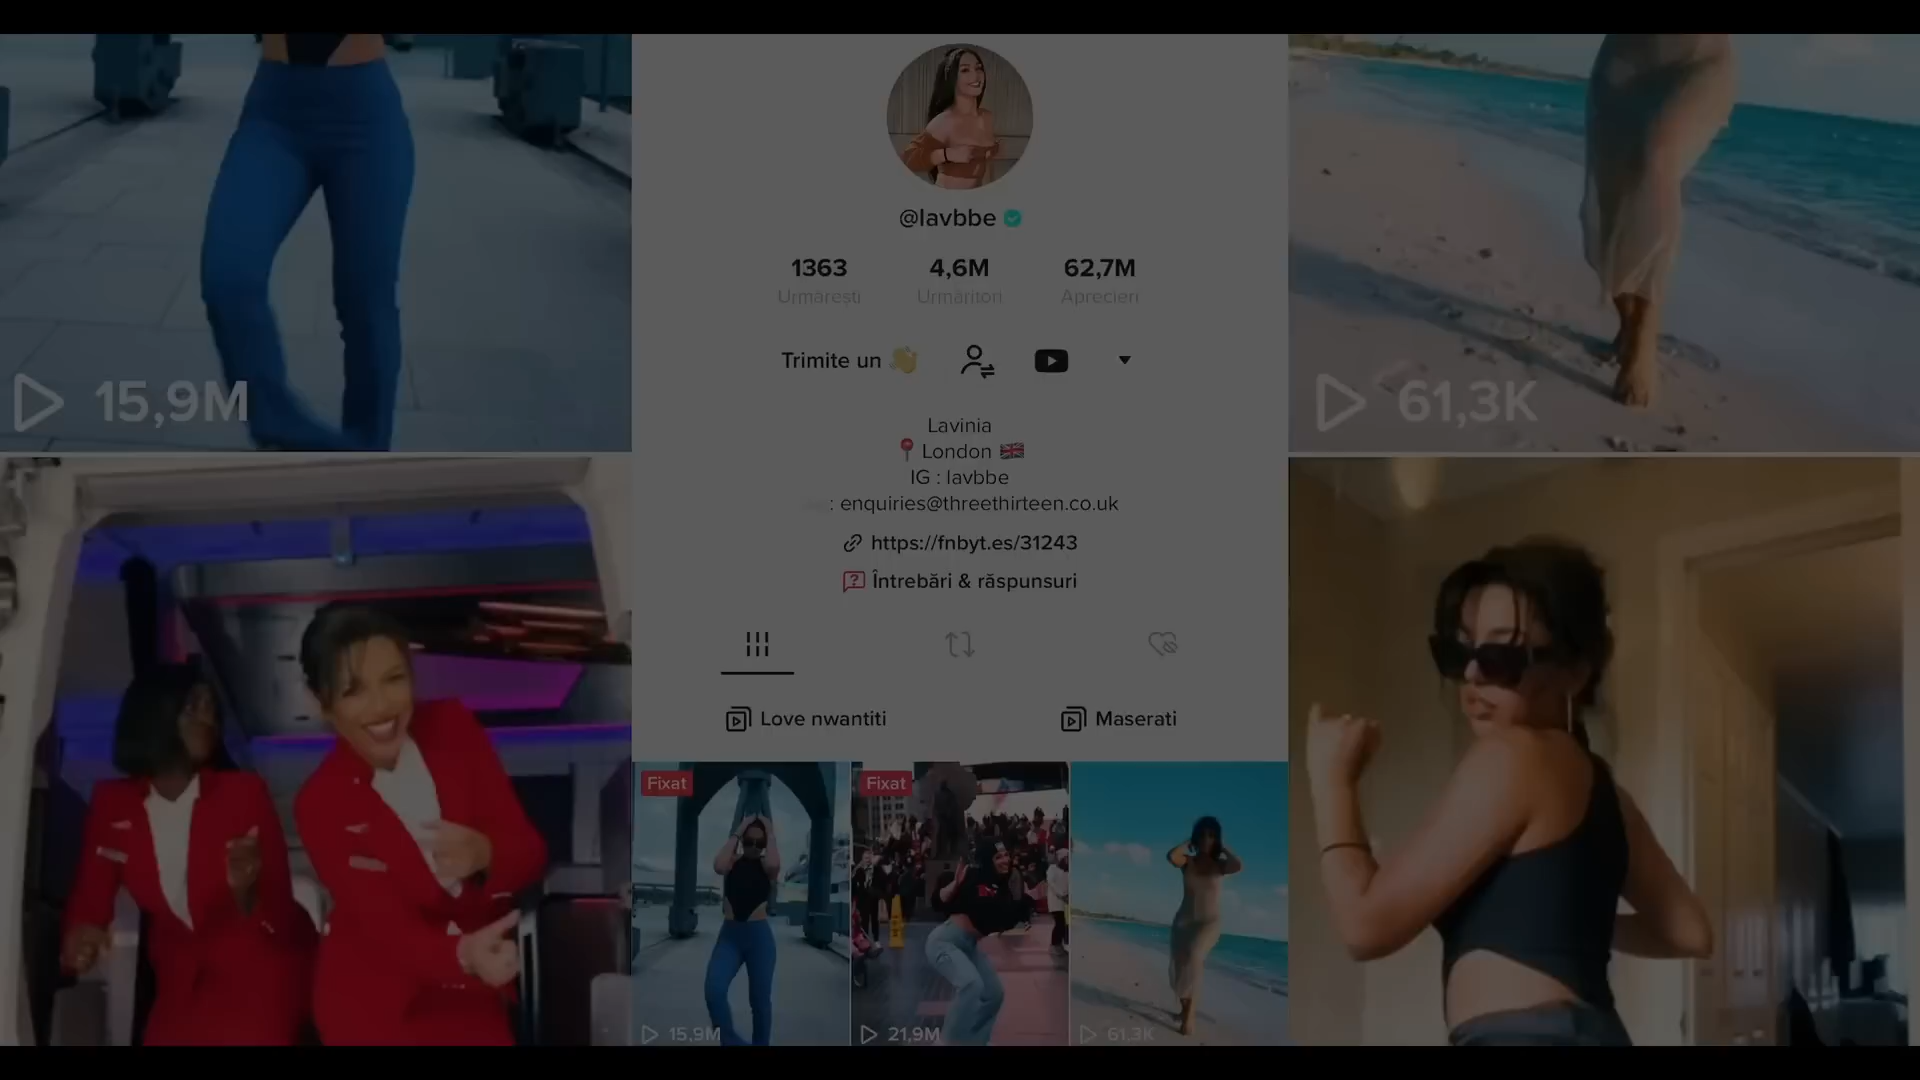 @lavbbe
1363 4,6M 62,7M
Urmărești Urmăritori Aprecieri
Trimite un
Lavinia
London
IG : lavbbe
: enquiries@threethirteen.co.uk
https://fnbyt.es/31243
Întrebări & răspunsuri
Love nwantiti Maserati
Fixat Fixat
15,9M 21,9M 61,3K
15,9M
61,3K